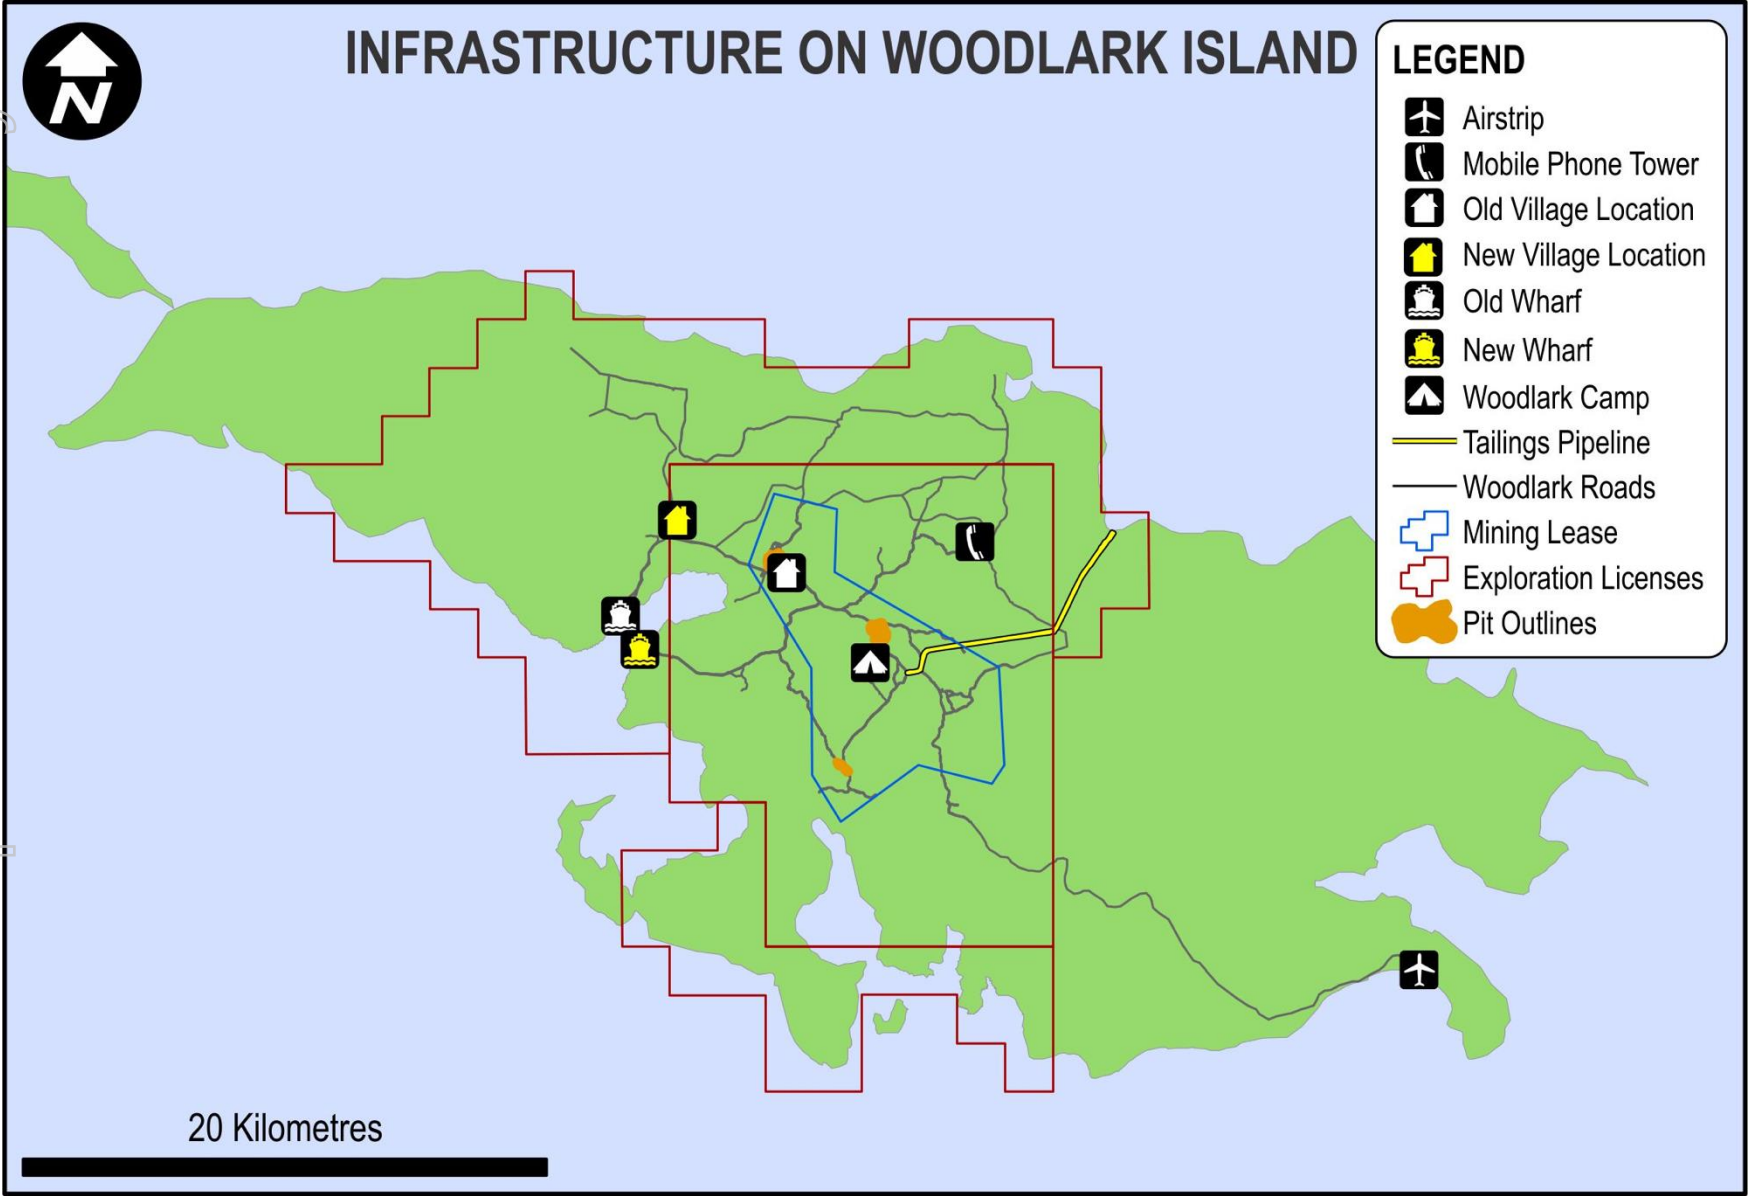 INFRASTRUCTURE ON WOODLARK ISLAND
N
LEGEND
Airstrip
Mobile Phone Tower
Old Village Location
New Village Location
Old Wharf
New Wharf
Woodlark Camp
Tailings Pipeline
Woodlark Roads
Mining Lease
Exploration Licenses
Pit Outlines
20 Kilometres